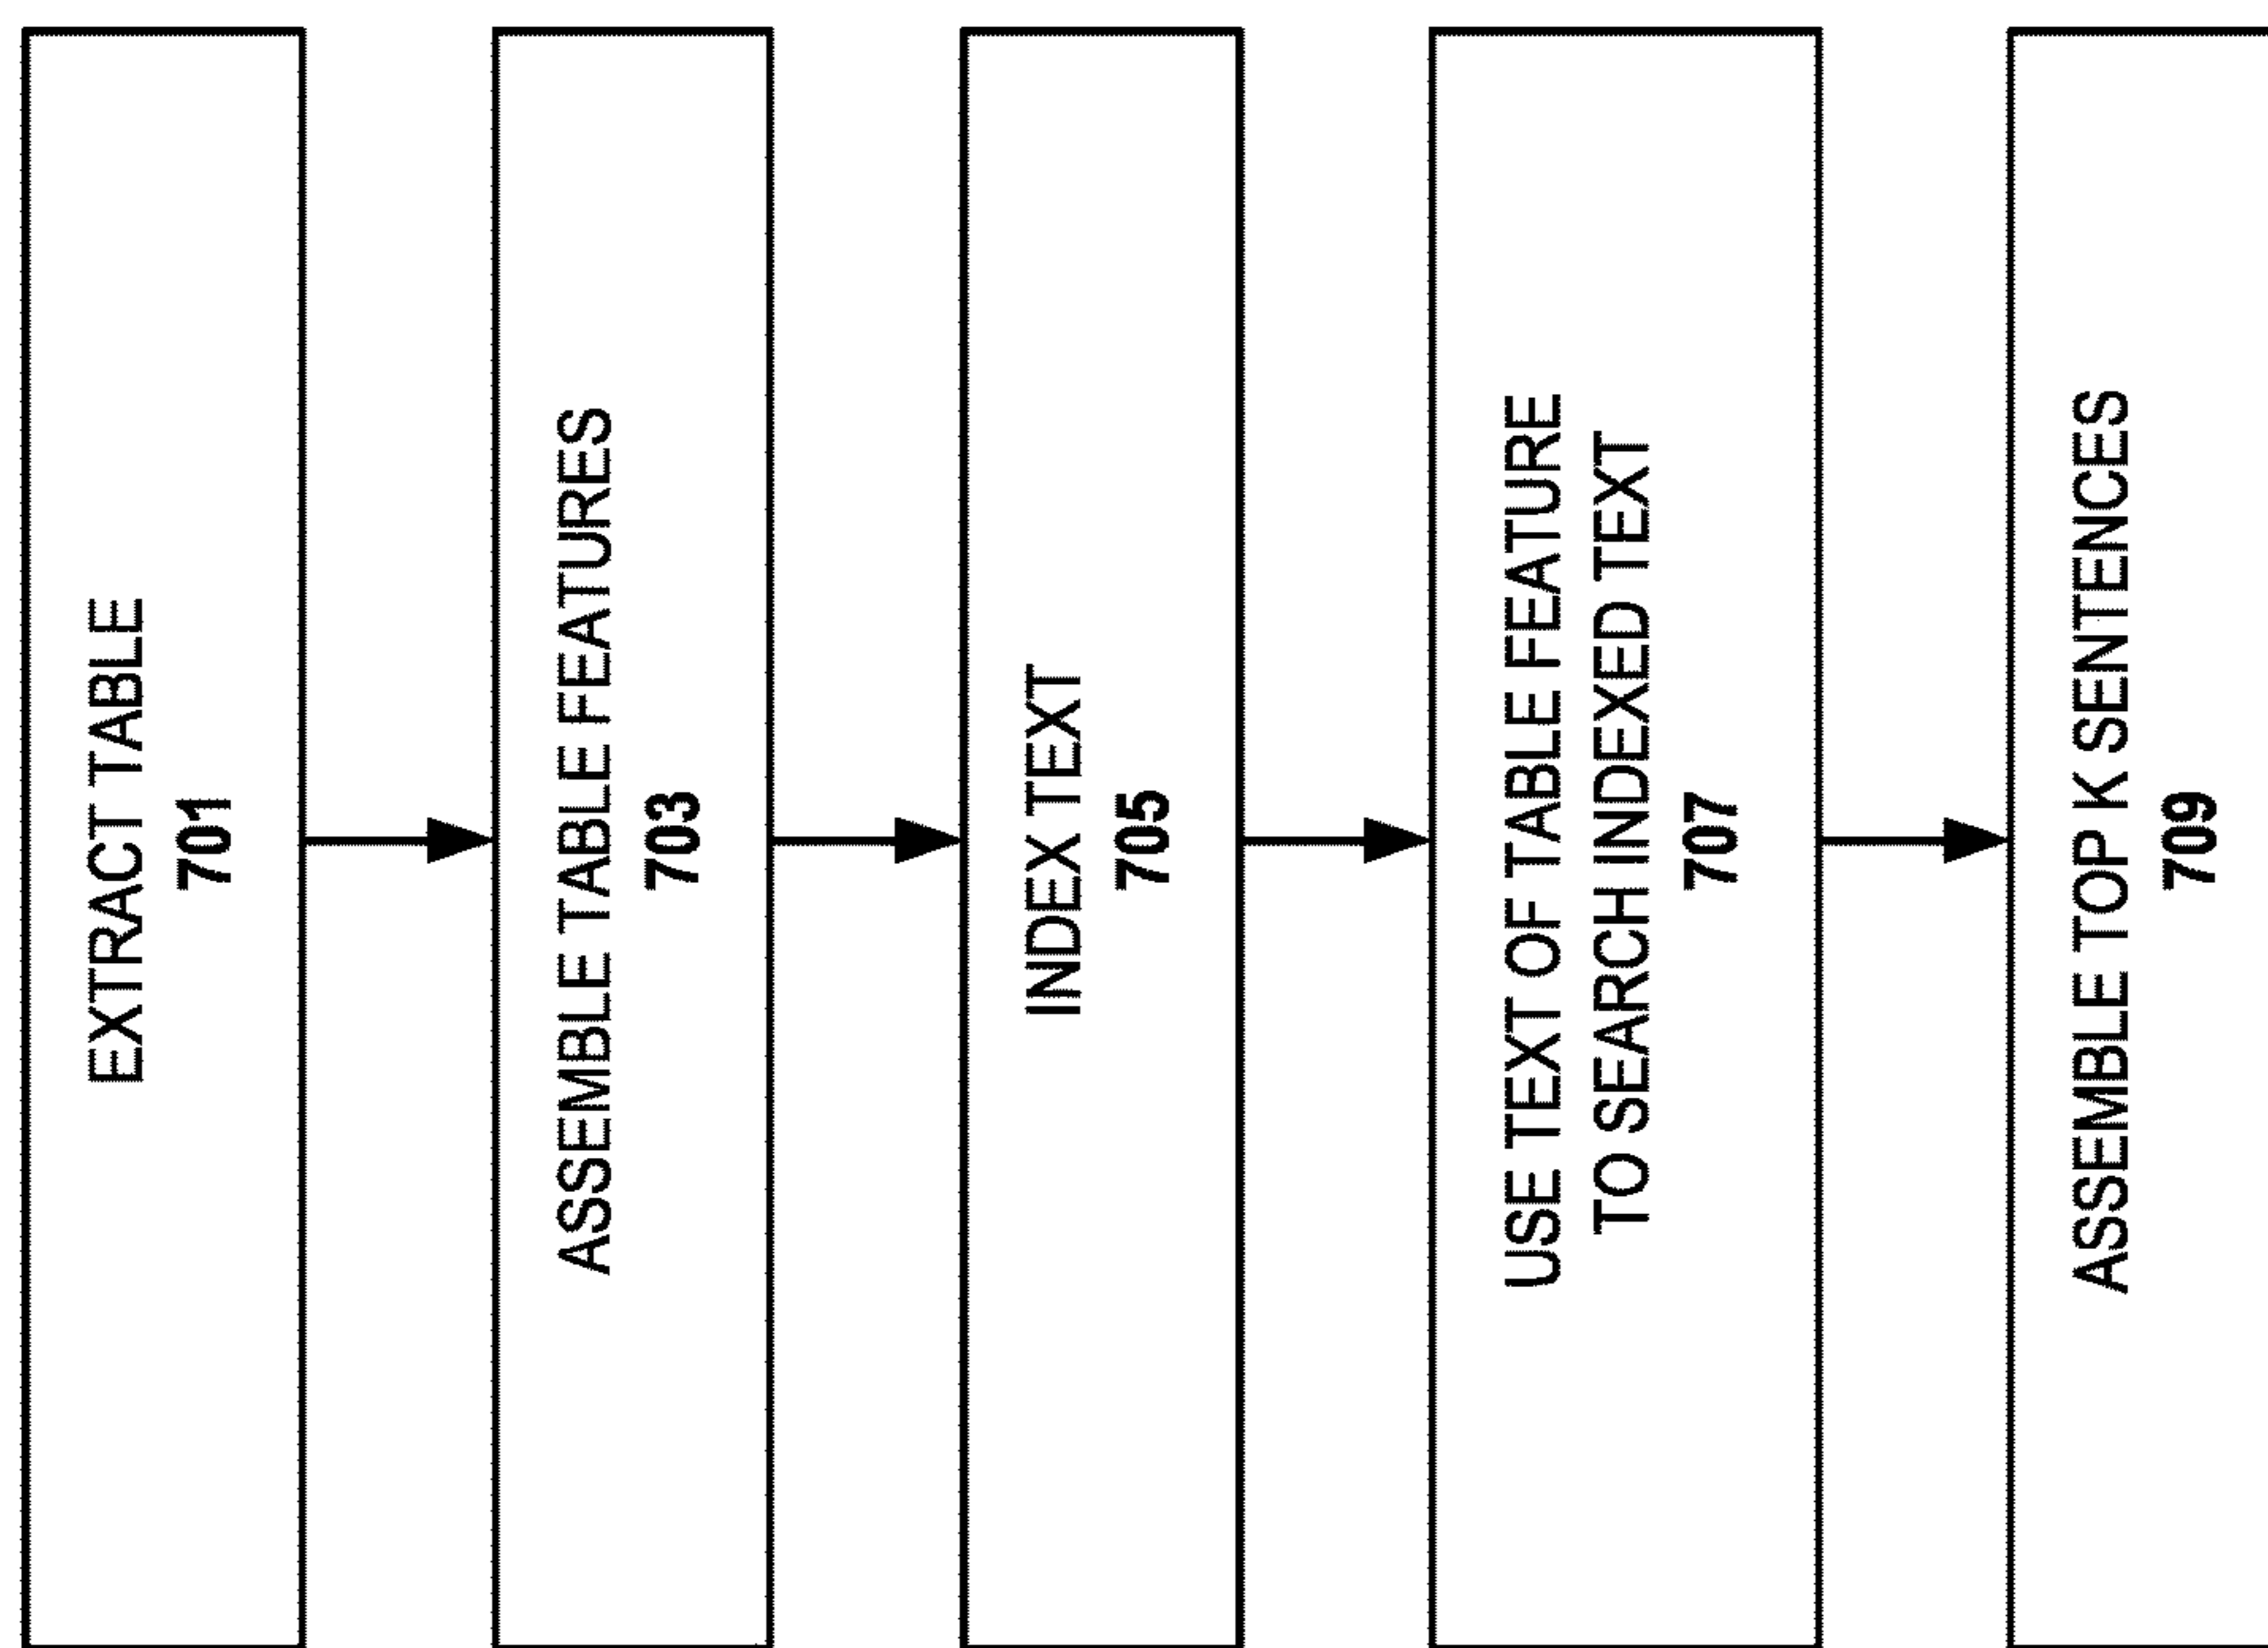 EXTRACT TABLE
701
ASSEMBLE TABLE FEATURES
703
INDEX TEXT
705
USE TEXT OF TABLE FEATURE
TO SEARCH INDEXED TEXT
707
ASSEMBLE TOP K SENTENCES
709